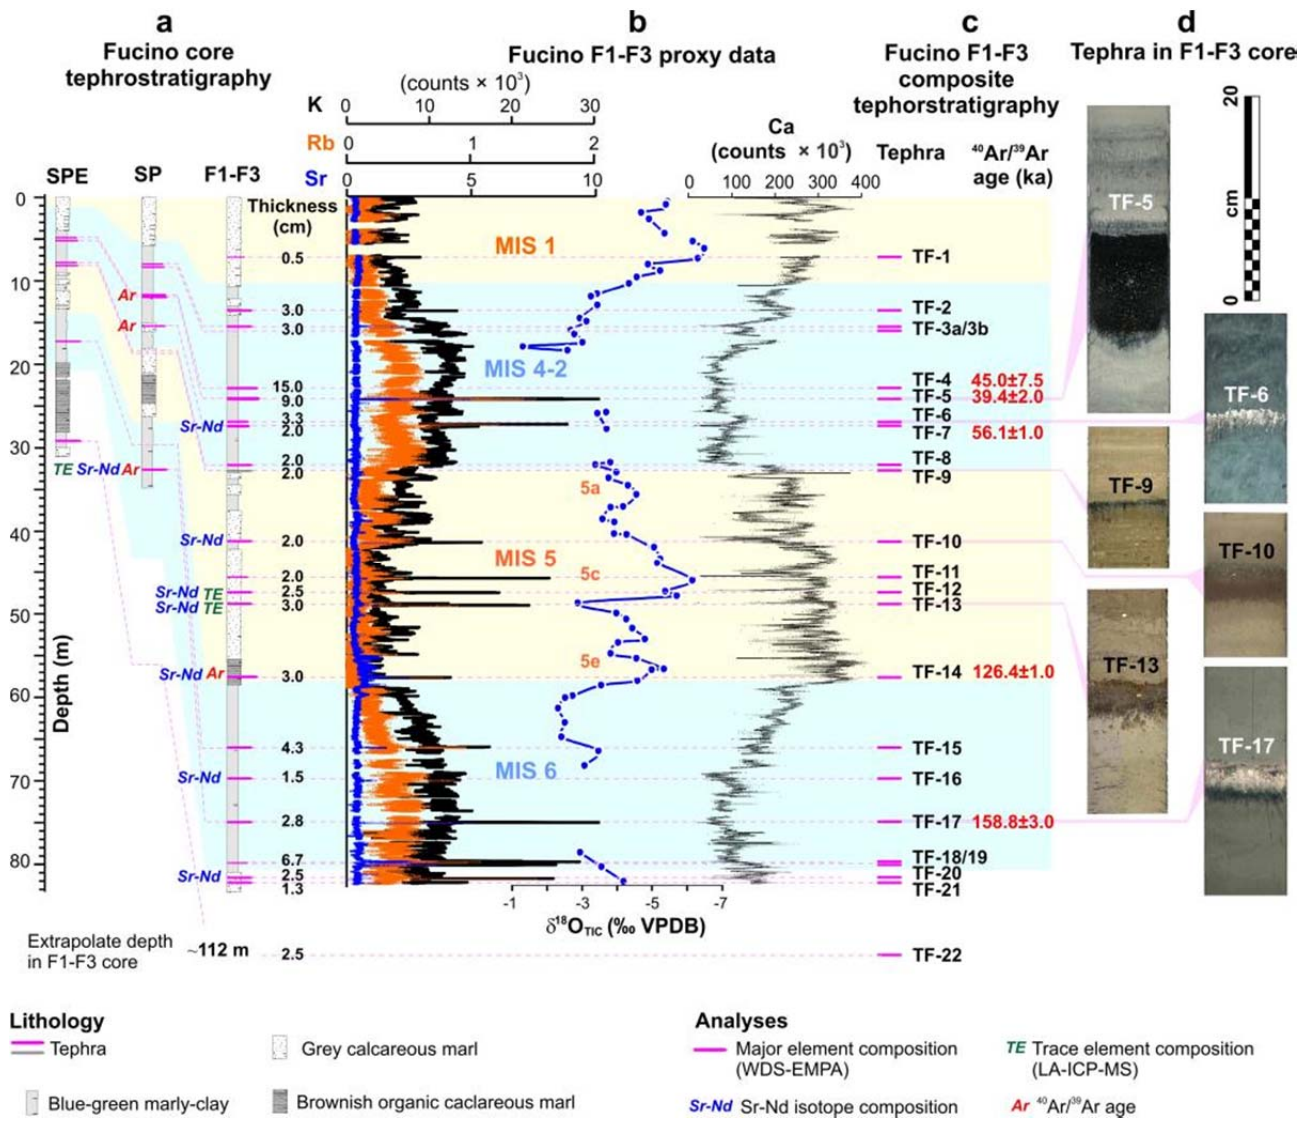 a
Fucino core
tephrostratigraphy
b
Fucino F1-F3 proxy data
c
Fucino F1-F3
composite
tephorstratigraphy
d
Tephra in F1-F3 core
(counts × 10³)
K 0 10 20 30
Rb 0 1 2
Sr 0 5 10
Ca
(counts × 10³)
0 100 200 300 400
Tephra
⁴⁰Ar/³⁹Ar
age (ka)
SPE SP F1-F3
Thickness
(cm)
Depth (m)
0
10
20
30
40
50
60
70
80
Ar
Ar
Sr-Nd
TE Sr-Nd Ar
Sr-Nd
Sr-Nd TE
Sr-Nd TE
Sr-Nd Ar
Sr-Nd
Sr-Nd
0.5
3.0
3.0
15.0
9.0
3.3
2.0
2.0
2.0
2.0
2.0
2.5
3.0
3.0
4.3
1.5
2.8
6.7
2.5
1.3
MIS 1
MIS 4-2
5a
MIS 5
5c
5e
MIS 6
-1 -3 -5 -7
δ¹⁸O_TIC (‰ VPDB)
TF-1
TF-2
TF-3a/3b
TF-4 45.0±7.5
TF-5 39.4±2.0
TF-6
TF-7 56.1±1.0
TF-8
TF-9
TF-10
TF-11
TF-12
TF-13
TF-14 126.4±1.0
TF-15
TF-16
TF-17 158.8±3.0
TF-18/19
TF-20
TF-21
TF-22
TF-5
TF-6
TF-9
TF-10
TF-13
TF-17
20
cm
0
Extrapolate depth
in F1-F3 core
~112 m 2.5
Lithology
Tephra
Grey calcareous marl
Blue-green marly-clay
Brownish organic caclareous marl
Analyses
Major element composition
(WDS-EMPA)
TE Trace element composition
(LA-ICP-MS)
Sr-Nd Sr-Nd isotope composition
Ar ⁴⁰Ar/³⁹Ar age